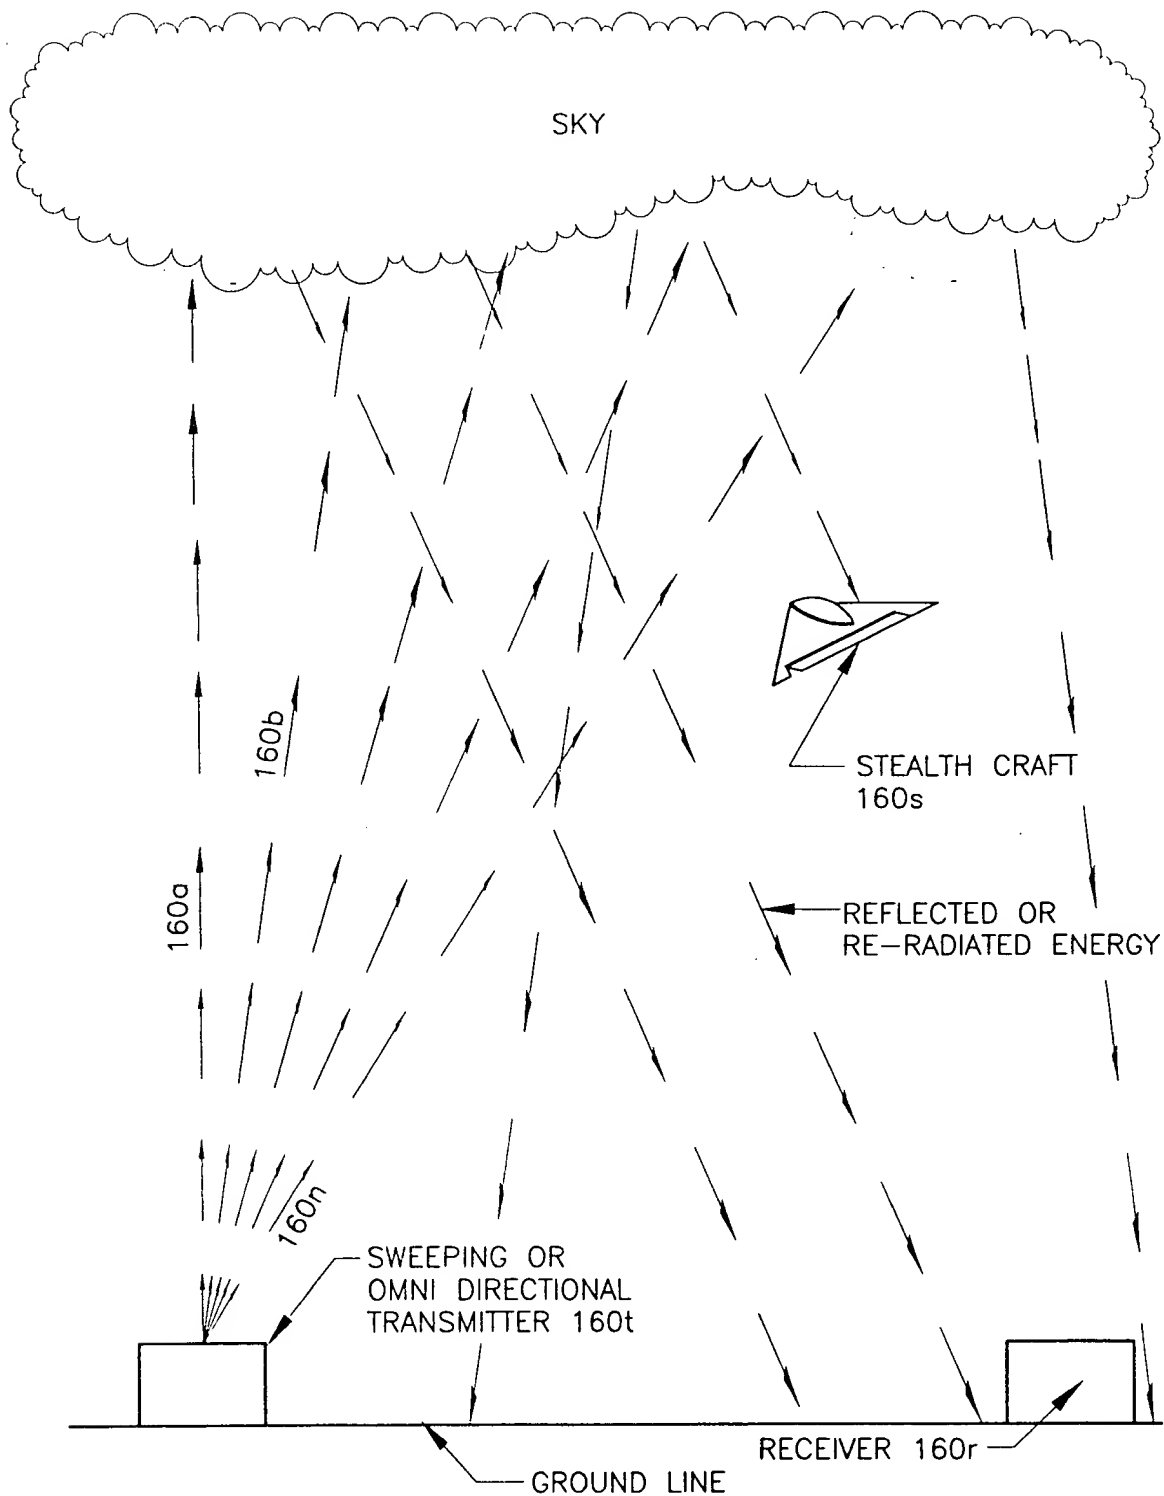 SKY
160b
160a
STEALTH CRAFT
160s
REFLECTED OR
RE-RADIATED ENERGY
160n
SWEEPING OR
OMNI DIRECTIONAL
TRANSMITTER 160t
RECEIVER 160r
GROUND LINE